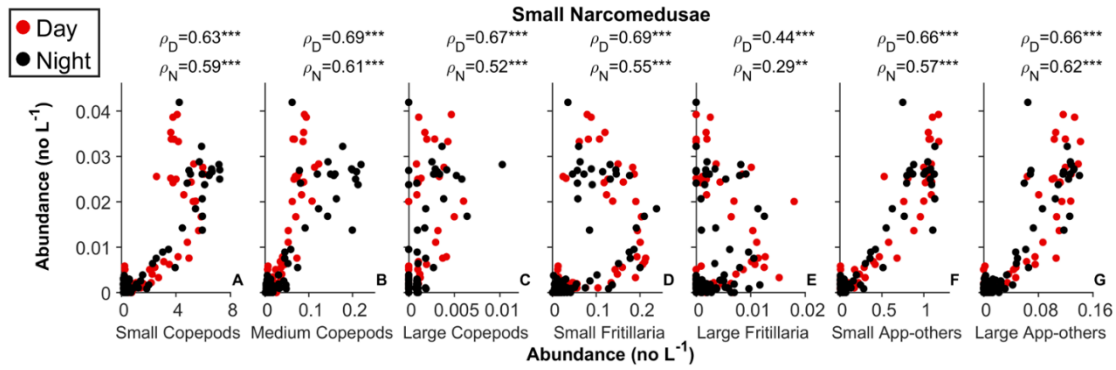 Small Narcomedusae
Day
Night
ρD=0.63*** ρD=0.69*** ρD=0.67*** ρD=0.69*** ρD=0.44*** ρD=0.66*** ρD=0.66***
ρN=0.59*** ρN=0.61*** ρN=0.52*** ρN=0.55*** ρN=0.29** ρN=0.57*** ρN=0.62***
Abundance (no L⁻¹)
0.04
0.03
0.02
0.01
0
A B C D E F G
0 4 8 0 0.1 0.2 0 0.005 0.01 0 0.1 0.2 0 0.01 0.02 0 0.5 1 0 0.08 0.16
Small Copepods Medium Copepods Large Copepods Small Fritillaria Large Fritillaria Small App-others Large App-others
Abundance (no L⁻¹)